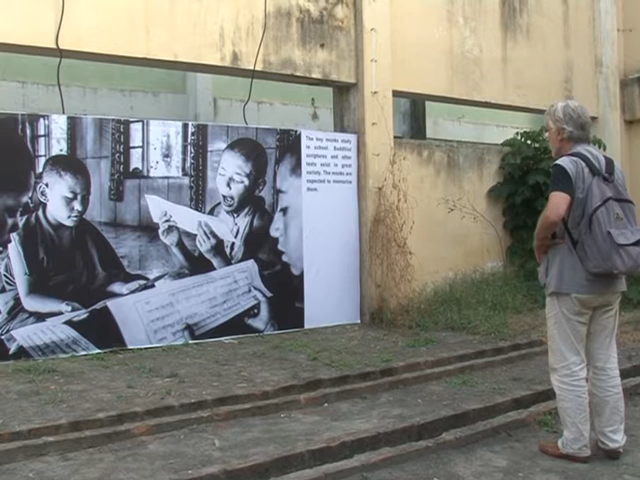 The boy monks study
in school. Buddhist
scriptures and other
texts exist in great
variety. The monks are
expected to memorize
them.